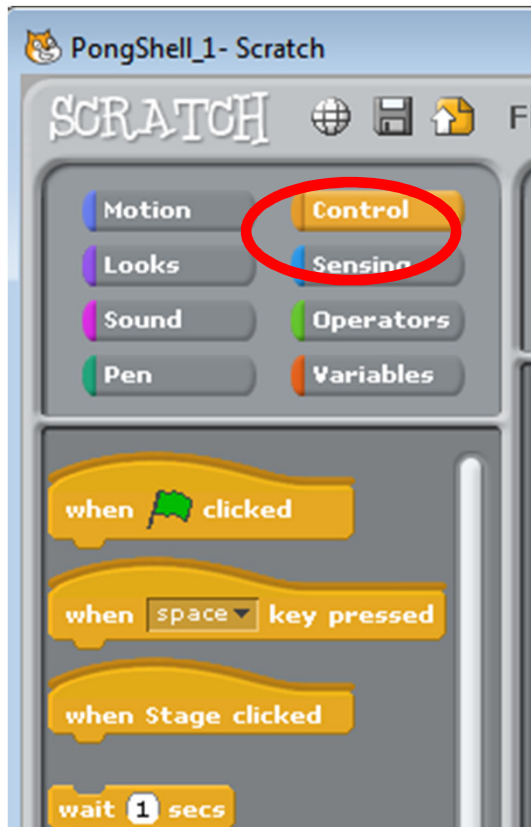 PongShell_1- Scratch
SCRATCH F
Motion Control
Looks Sensing
Sound Operators
Pen Variables
when clicked
when space key pressed
when Stage clicked
wait 1 secs